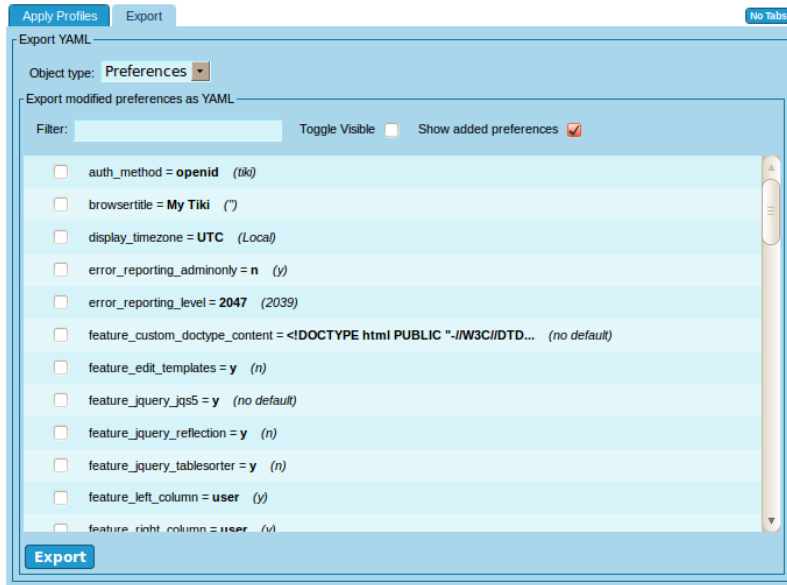 Apply Profiles Export No Tabs
Export YAML
Object type: Preferences
Export modified preferences as YAML
Filter: Toggle Visible Show added preferences
auth_method = openid (tiki)
browsertitle = My Tiki ('')
display_timezone = UTC (Local)
error_reporting_adminonly = n (y)
error_reporting_level = 2047 (2039)
feature_custom_doctype_content = <!DOCTYPE html PUBLIC "-//W3C//DTD... (no default)
feature_edit_templates = y (n)
feature_jquery_jqs5 = y (no default)
feature_jquery_reflection = y (n)
feature_jquery_tablesorter = y (n)
feature_left_column = user (y)
feature_right_column = user (y)
Export